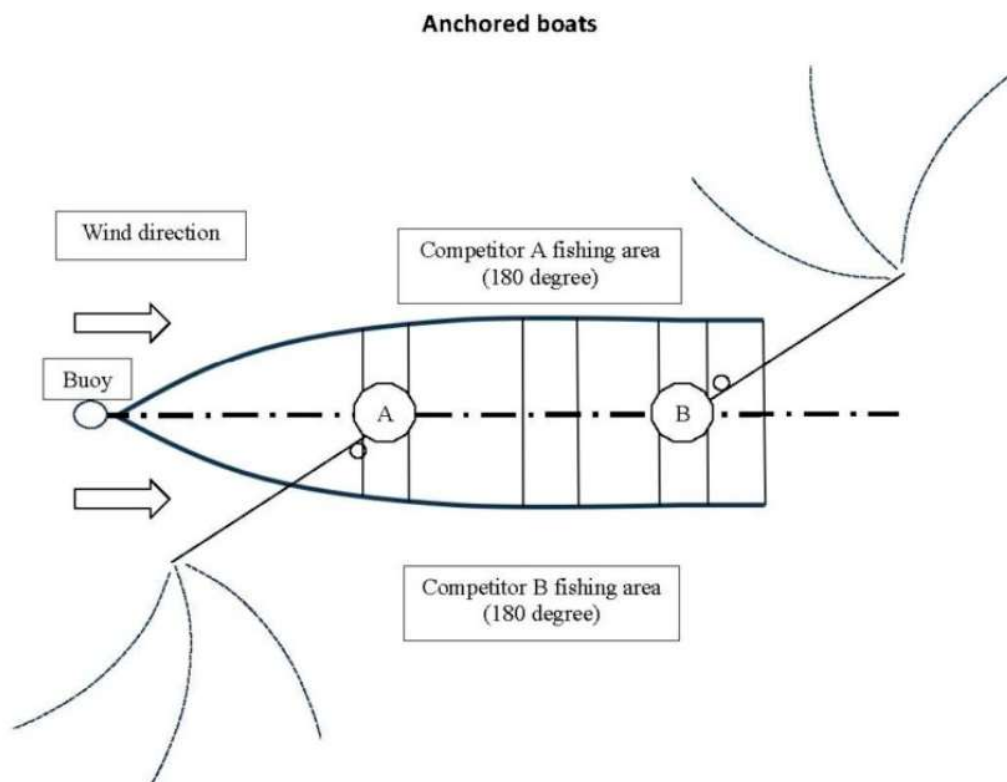 Anchored boats
Wind direction
Competitor A fishing area
(180 degree)
Buoy
A
B
Competitor B fishing area
(180 degree)